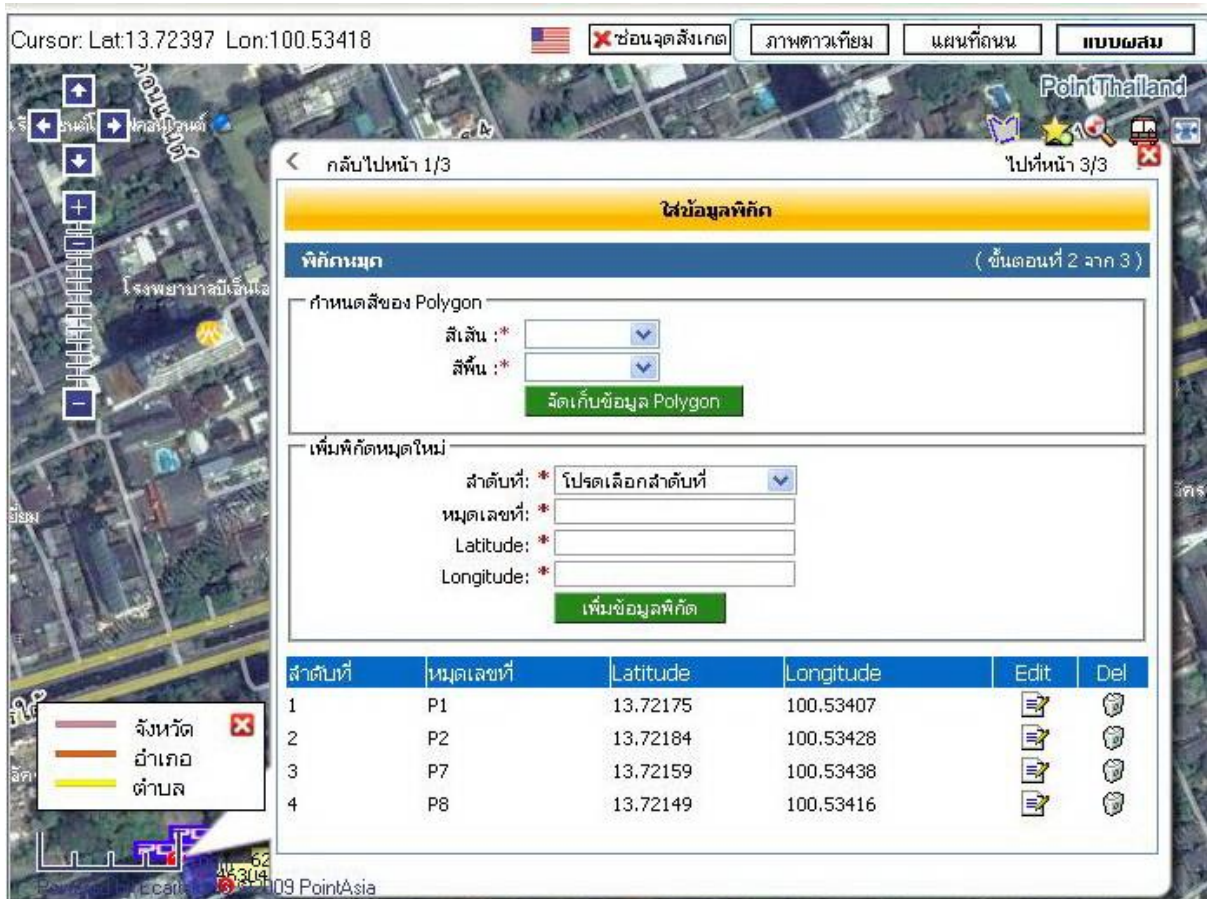 Cursor: Lat:13.72397 Lon:100.53418
ซ่อนจุดสังเกต
ภาพดาวเทียม
แผนที่ถนน
แบบผสม
PointThailand
กลับไปหน้า 1/3
ไปที่หน้า 3/3
ใส่ข้อมูลพิกัด
พิกัดหมุด
( ขั้นตอนที่ 2 จาก 3 )
กำหนดสีของ Polygon
สีเส้น :*
สีพื้น :*
จัดเก็บข้อมูล Polygon
เพิ่มพิกัดหมุดใหม่
ลำดับที่: * โปรดเลือกลำดับที่
หมุดเลขที่: *
Latitude: *
Longitude: *
เพิ่มข้อมูลพิกัด
ลำดับที่ หมุดเลขที่ Latitude Longitude Edit Del
1 P1 13.72175 100.53407
2 P2 13.72184 100.53428
3 P7 13.72159 100.53438
4 P8 13.72149 100.53416
จังหวัด
อำเภอ
ตำบล
2009 PointAsia